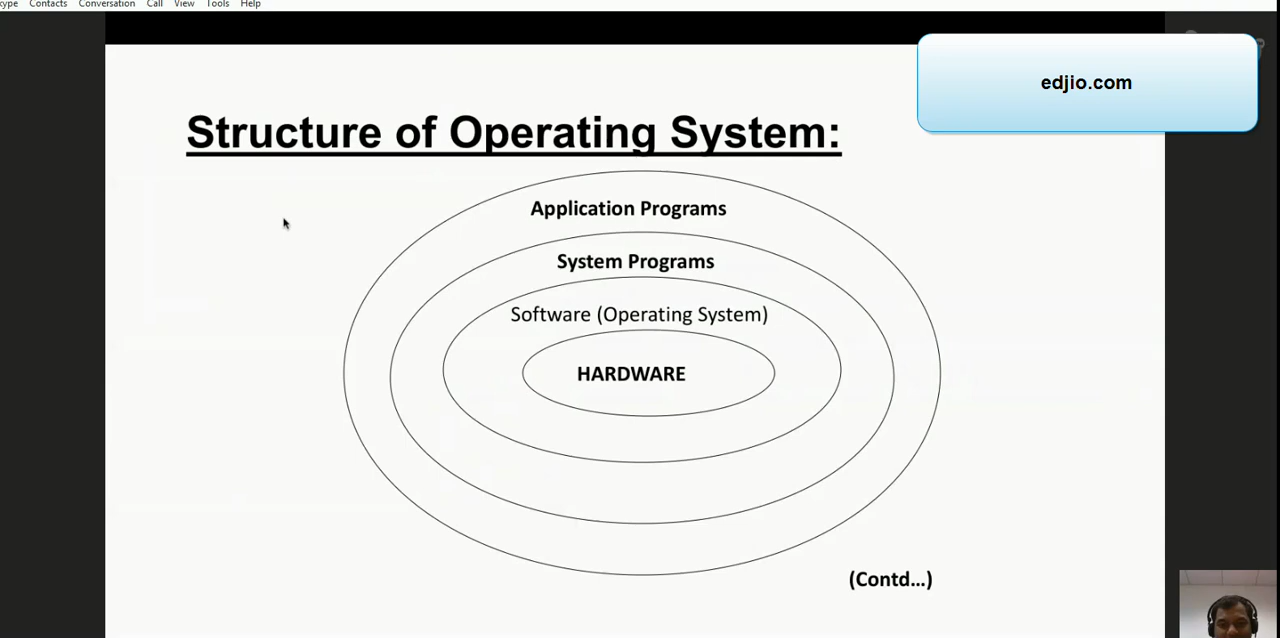 Contacts Conversation Call View Tools Help
edjio.com
Structure of Operating System:
Application Programs
System Programs
Software (Operating System)
HARDWARE
(Contd...)